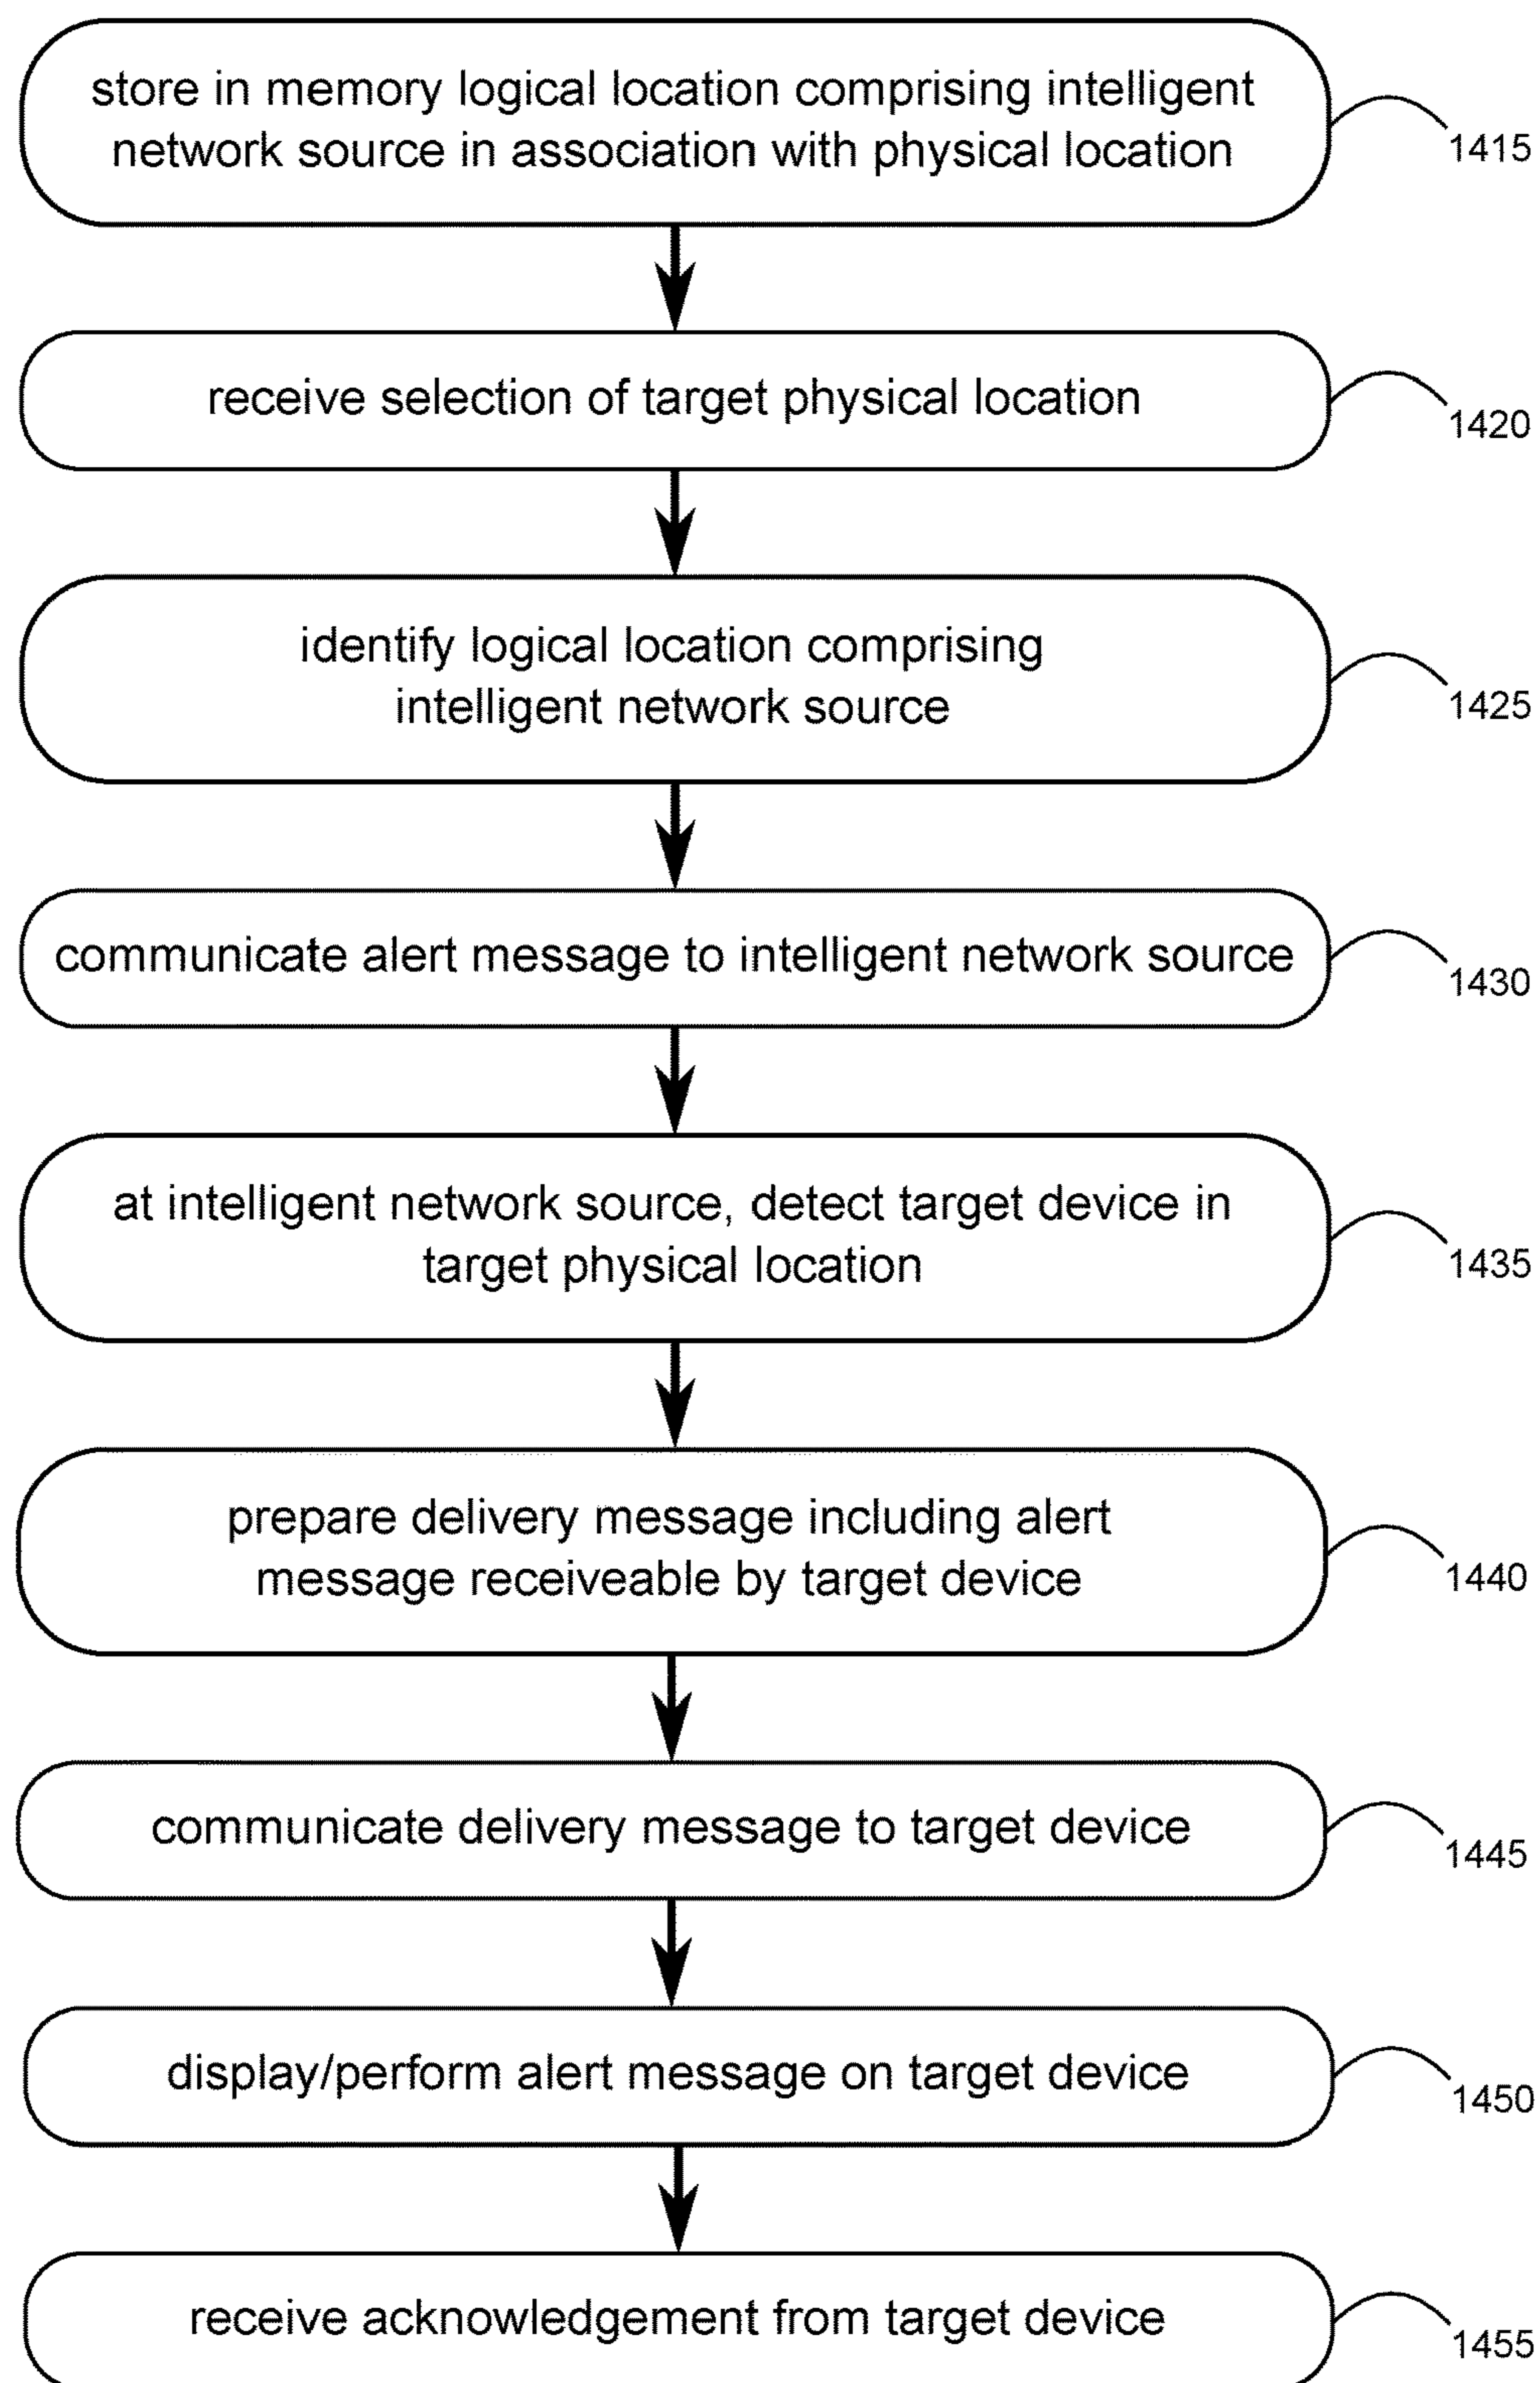 store in memory logical location comprising intelligent
network source in association with physical location
1415
receive selection of target physical location
1420
identify logical location comprising
intelligent network source
1425
communicate alert message to intelligent network source
1430
at intelligent network source, detect target device in
target physical location
1435
prepare delivery message including alert
message receiveable by target device
1440
communicate delivery message to target device
1445
display/perform alert message on target device
1450
receive acknowledgement from target device
1455